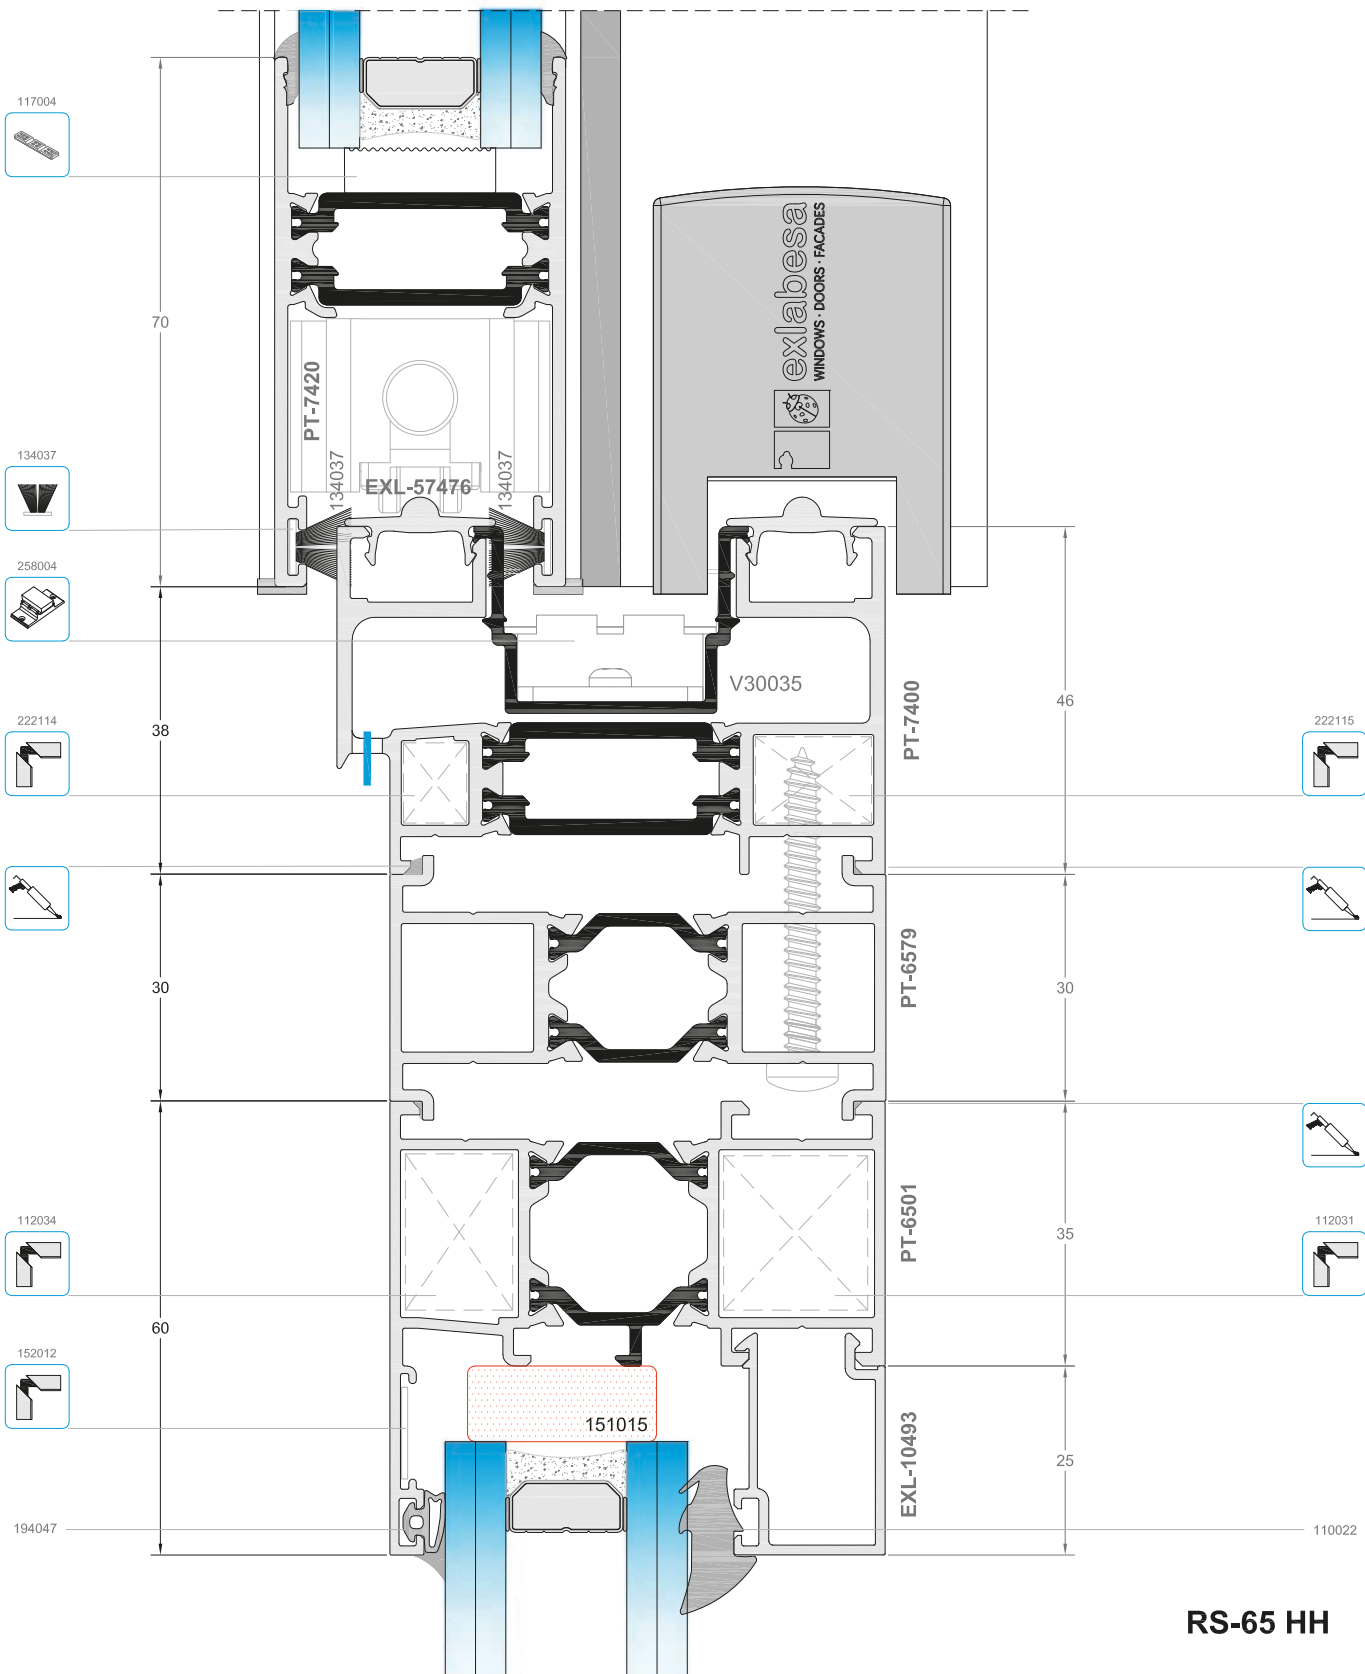 117004
70
PT-7420
134037
EXL-57476
134037
exlabesa
WINDOWS · DOORS · FACADES
134037
258004
V30035
PT-7400
46
222114
38
222115
30
PT-6579
30
112034
PT-6501
35
112031
60
152012
151015
EXL-10493
25
194047
110022
RS-65 HH